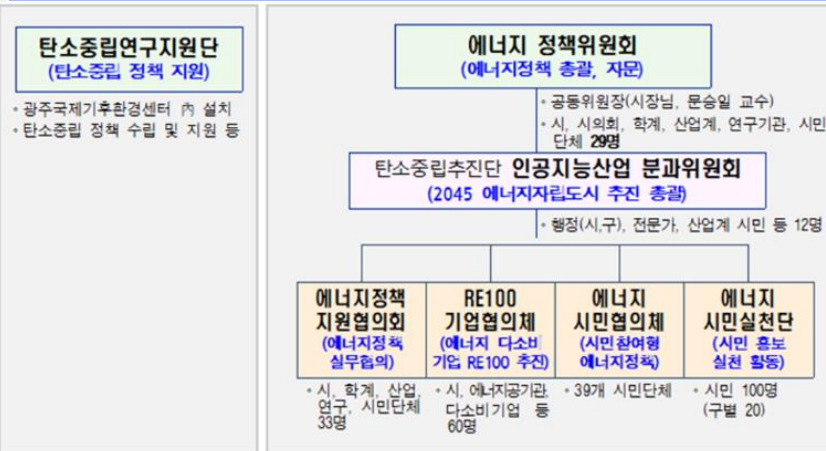 탄소중립연구지원단
(탄소중립 정책 지원)
◦광주국제기후환경센터 內 설치
◦탄소중립 정책 수립 및 지원 등
에너지 정책위원회
(에너지정책 총괄, 자문)
◦공동위원장(시장님, 문승일 교수)
◦시, 시의회, 학계, 산업계, 연구기관, 시민
단체 29명
탄소중립추진단 인공지능산업 분과위원회
(2045 에너지자립도시 추진 총괄)
◦행정(시,구), 전문가, 산업계 시민 등 12명
에너지정책
지원협의회
(에너지정책
실무협의)
◦시, 학계, 산업,
연구, 시민단체
33명
RE100
기업협의체
(에너지 다소비
기업 RE100 추진)
◦시, 에너지공기관,
다소비기업 등
60명
에너지
시민협의체
(시민참여형
에너지정책)
◦39개 시민단체
에너지
시민실천단
(시민 홍보
실천 활동)
◦시민 100명
(구별 20)